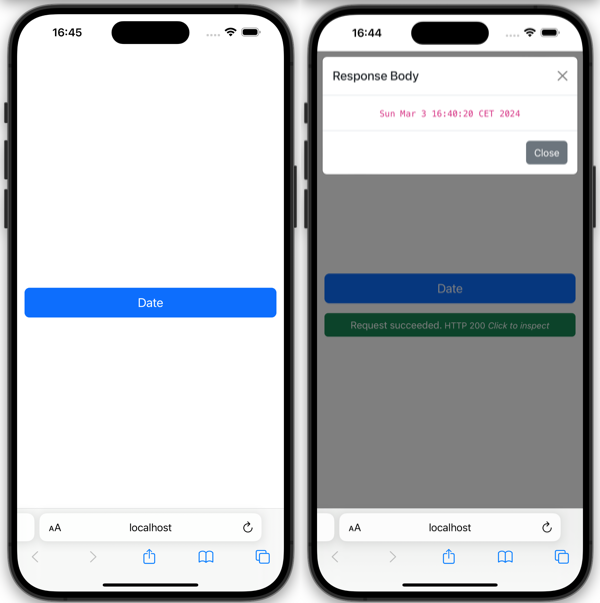 16:45
Date
AA
localhost
16:44
Response Body
Sun Mar 3 16:40:20 CET 2024
Close
Date
Request succeeded. HTTP 200 Click to inspect
AA
localhost